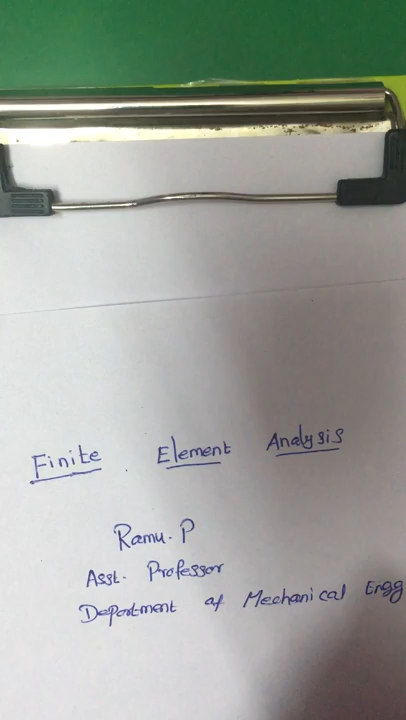 Finite Element Analysis
Ramu. P
Asst. Professor
Department of Mechanical Engg